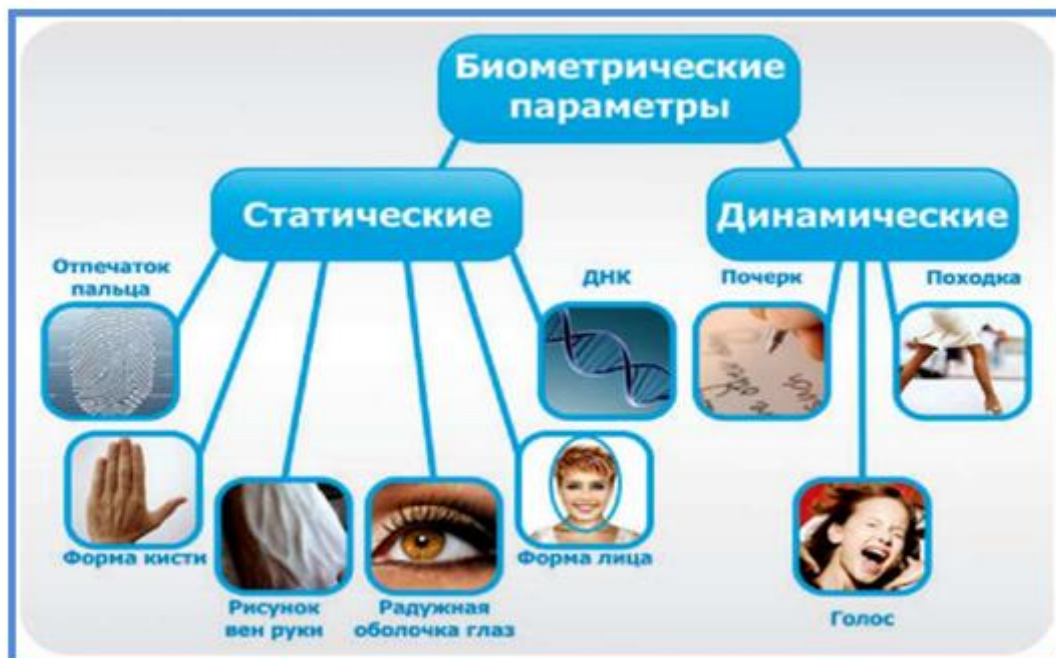 Биометрические
параметры
Статические
Динамические
Отпечаток
пальца
ДНК
Почерк
Походка
Форма кисти
Форма лица
Рисунок
вен руки
Радужная
оболочка глаз
Голос